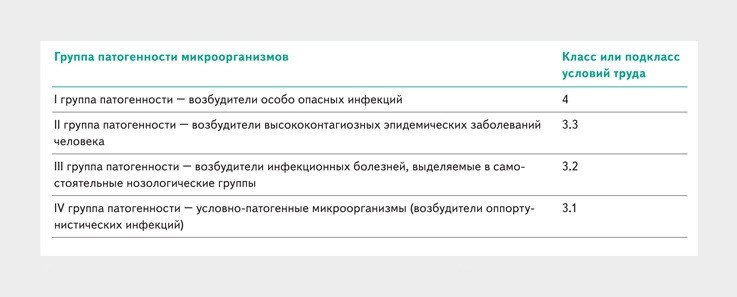 Группа патогенности микроорганизмов
Класс или подкласс
условий труда
I группа патогенности — возбудители особо опасных инфекций
4
II группа патогенности — возбудители высококонтагиозных эпидемических заболеваний
человека
3.3
III группа патогенности — возбудители инфекционных болезней, выделяемые в само-
стоятельные нозологические группы
3.2
IV группа патогенности — условно-патогенные микроорганизмы (возбудители оппорту-
нистических инфекций)
3.1